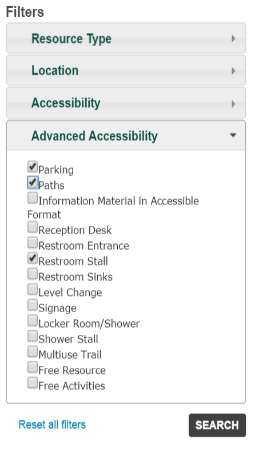 Filters
Resource Type
Location
Accessibility
Advanced Accessibility
Parking
Paths
Information Material in Accessible
Format
Reception Desk
Restroom Entrance
Restroom Stall
Restroom Sinks
Level Change
Signage
Locker Room/Shower
Shower Stall
Multiuse Trail
Free Resource
Free Activities
Reset all filters
SEARCH